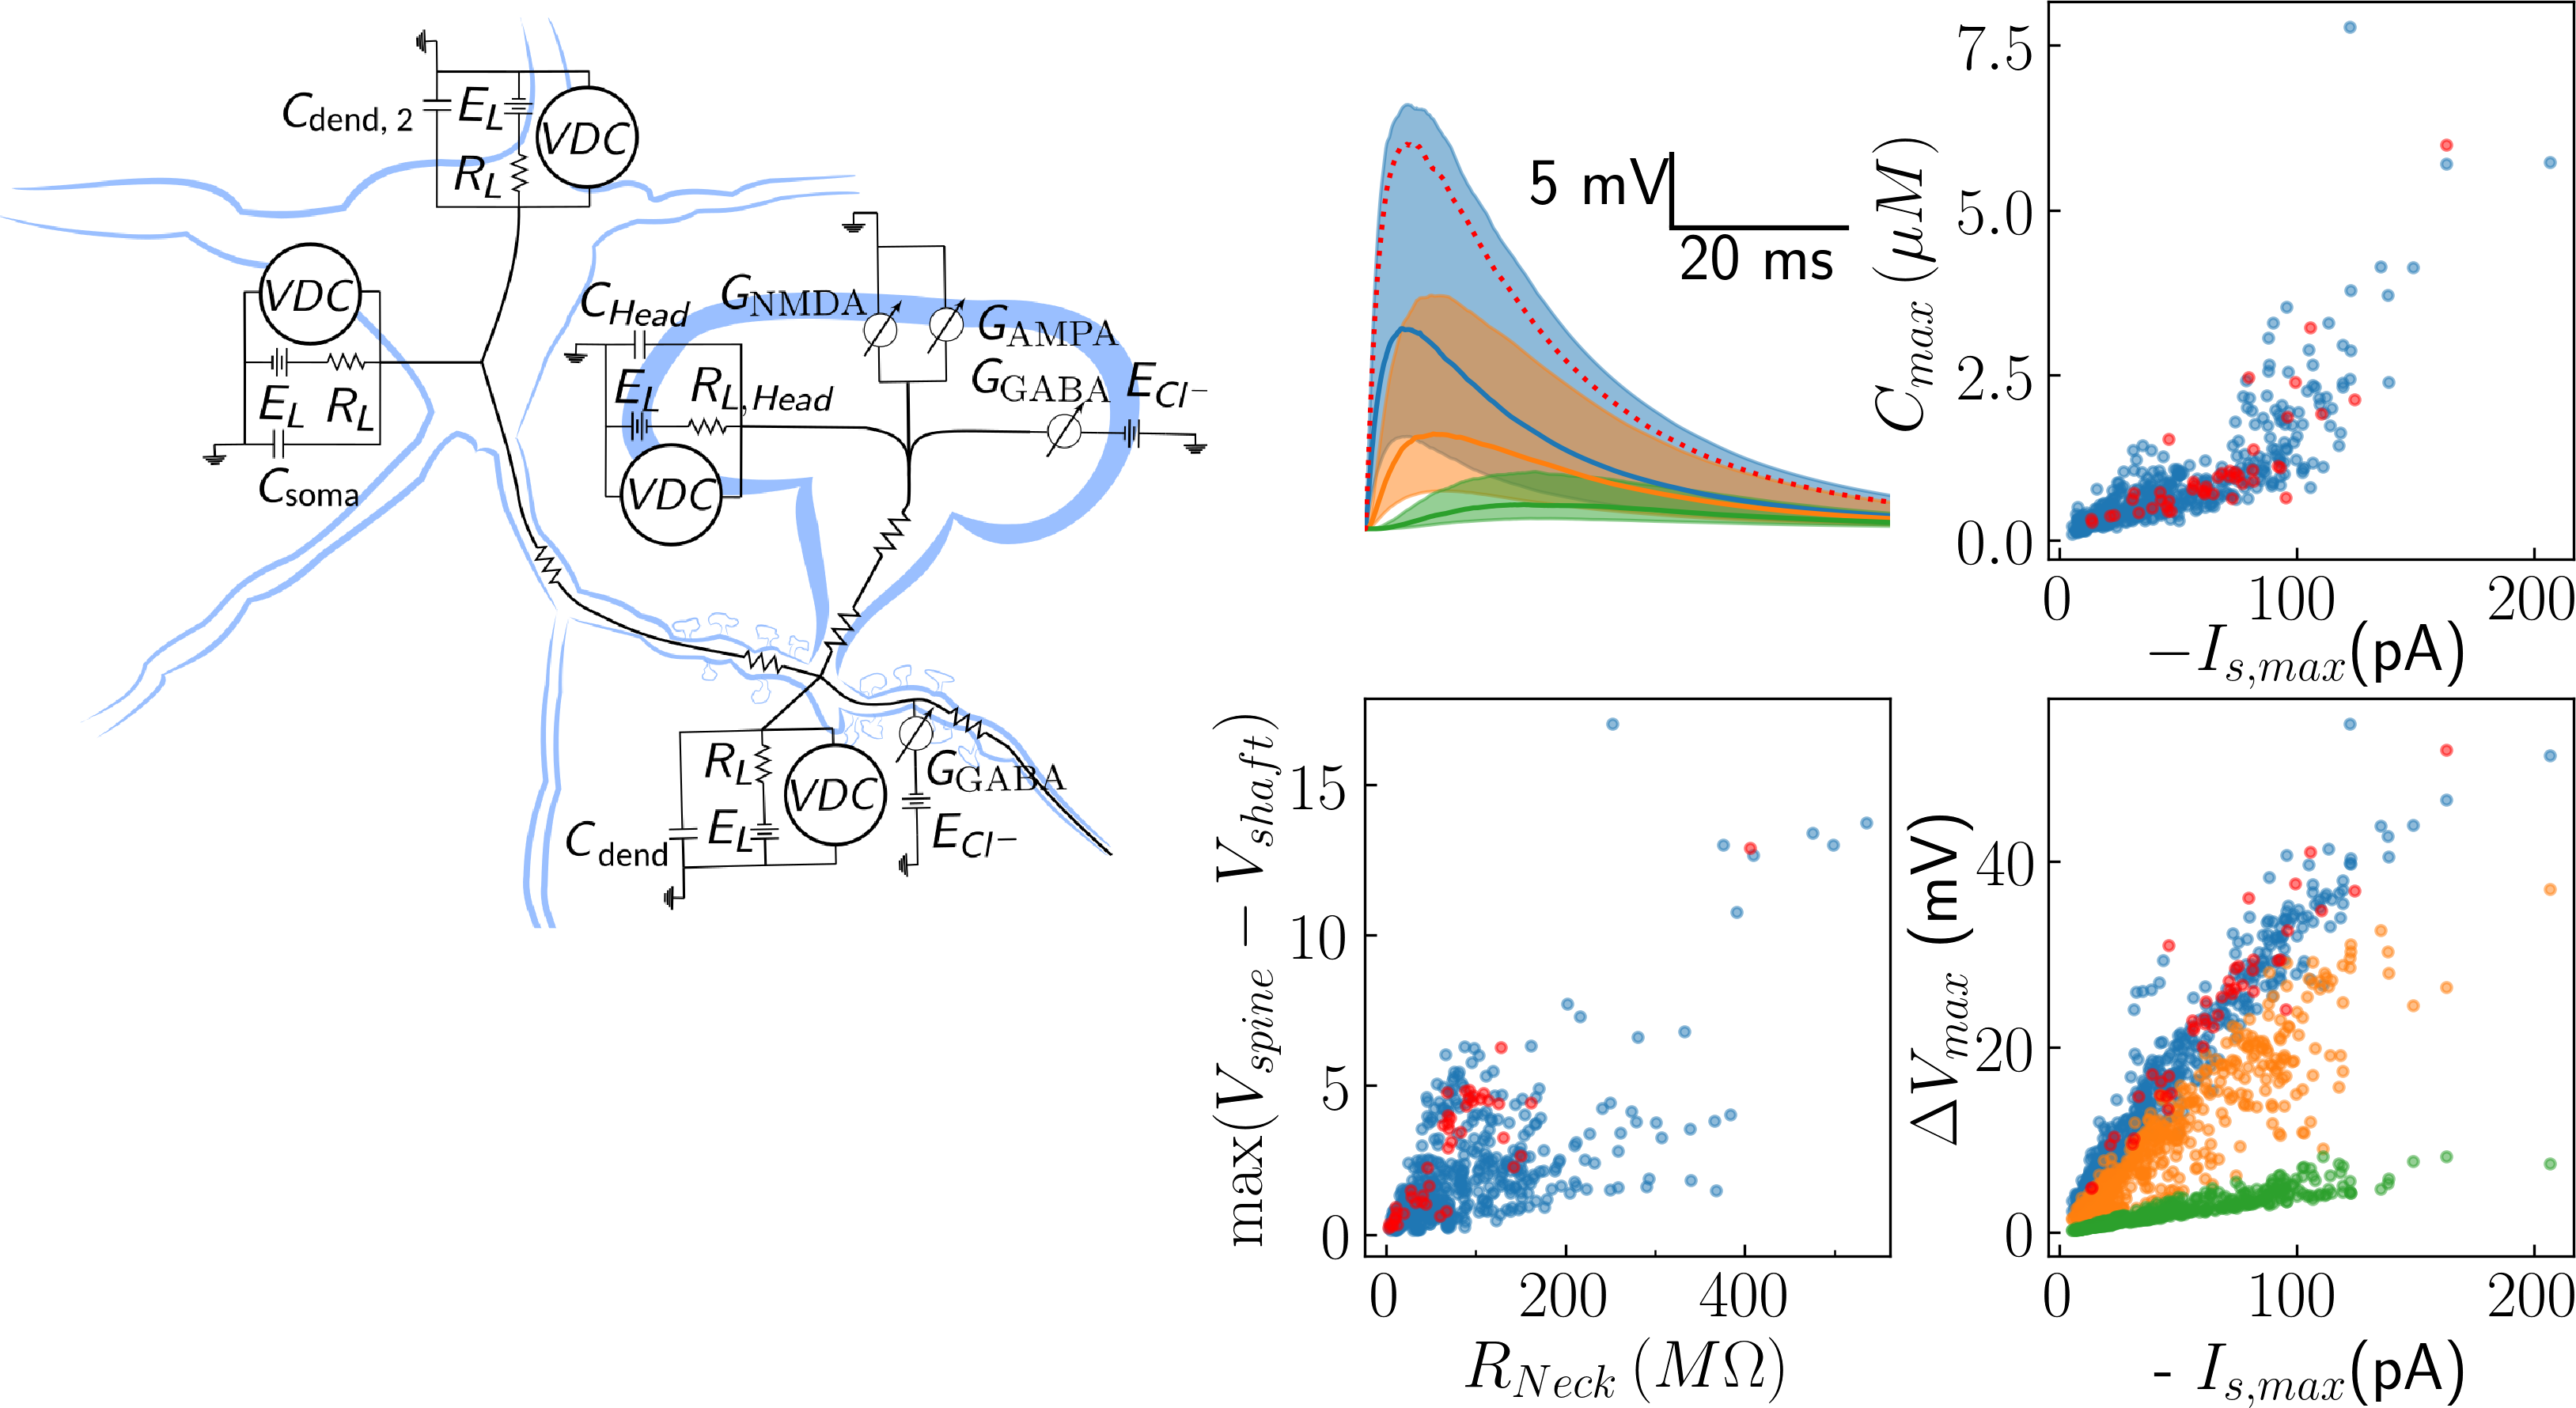 C_dend, 2
E_L
VDC
R_L
VDC
E_L
R_L
C_soma
C_Head
G_NMDA
G_AMPA
G_GABA
E_Cl−
E_L
R_L,Head
VDC
R_L
VDC
E_L
C_dend
G_GABA
E_Cl−
5 mV
20 ms
C_max (μM)
7.5
5.0
2.5
0.0
0
100
200
−I_s,max(pA)
max(V_spine − V_shaft)
15
10
5
0
0
200
400
R_Neck (MΩ)
ΔV_max (mV)
40
20
0
0
100
200
- I_s,max(pA)